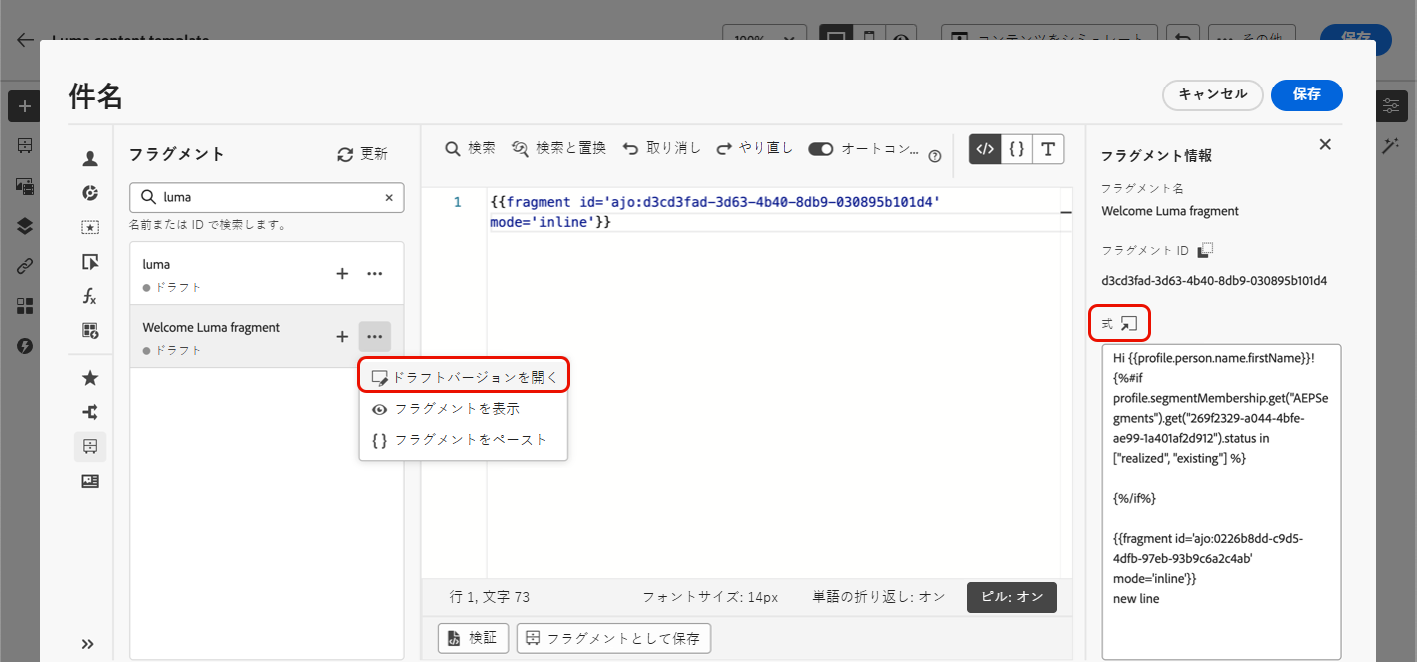 Luma content template
100%
コンテンツをシミュレート
その他
保存
件名
キャンセル
保存
フラグメント
更新
luma
名前または ID で検索します。
luma
ドラフト
Welcome Luma fragment
ドラフト
ドラフトバージョンを開く
フラグメントを表示
フラグメントをペースト
検索
検索と置換
取り消し
やり直し
オートコン...
1
{{fragment id='ajo:d3cd3fad-3d63-4b40-8db9-030895b101d4'
mode='inline'}}
行 1, 文字 73
フォントサイズ: 14px
単語の折り返し: オン
ピル: オン
検証
フラグメントとして保存
フラグメント情報
フラグメント名
Welcome Luma fragment
フラグメント ID
d3cd3fad-3d63-4b40-8db9-030895b101d4
式
Hi {{profile.person.name.firstName}}!
{%#if
profile.segmentMembership.get("AEPSe
gments").get("269f2329-a044-4bfe-
ae99-1a401af2d912").status in
["realized", "existing"] %}
{%/if%}
{{fragment id='ajo:0226b8dd-c9d5-
4dfb-97eb-93b9c6a2c4ab'
mode='inline'}}
new line